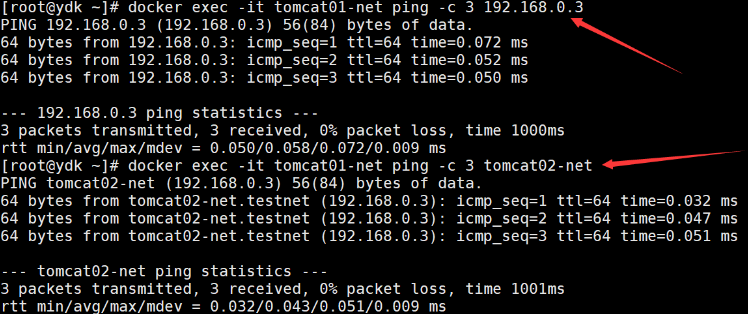 [root@ydk ~]# docker exec -it tomcat01-net ping -c 3 192.168.0.3
PING 192.168.0.3 (192.168.0.3) 56(84) bytes of data.
64 bytes from 192.168.0.3: icmp_seq=1 ttl=64 time=0.072 ms
64 bytes from 192.168.0.3: icmp_seq=2 ttl=64 time=0.052 ms
64 bytes from 192.168.0.3: icmp_seq=3 ttl=64 time=0.050 ms
--- 192.168.0.3 ping statistics ---
3 packets transmitted, 3 received, 0% packet loss, time 1000ms
rtt min/avg/max/mdev = 0.050/0.058/0.072/0.009 ms
[root@ydk ~]# docker exec -it tomcat01-net ping -c 3 tomcat02-net
PING tomcat02-net (192.168.0.3) 56(84) bytes of data.
64 bytes from tomcat02-net.testnet (192.168.0.3): icmp_seq=1 ttl=64 time=0.032 ms
64 bytes from tomcat02-net.testnet (192.168.0.3): icmp_seq=2 ttl=64 time=0.047 ms
64 bytes from tomcat02-net.testnet (192.168.0.3): icmp_seq=3 ttl=64 time=0.051 ms
--- tomcat02-net ping statistics ---
3 packets transmitted, 3 received, 0% packet loss, time 1001ms
rtt min/avg/max/mdev = 0.032/0.043/0.051/0.009 ms